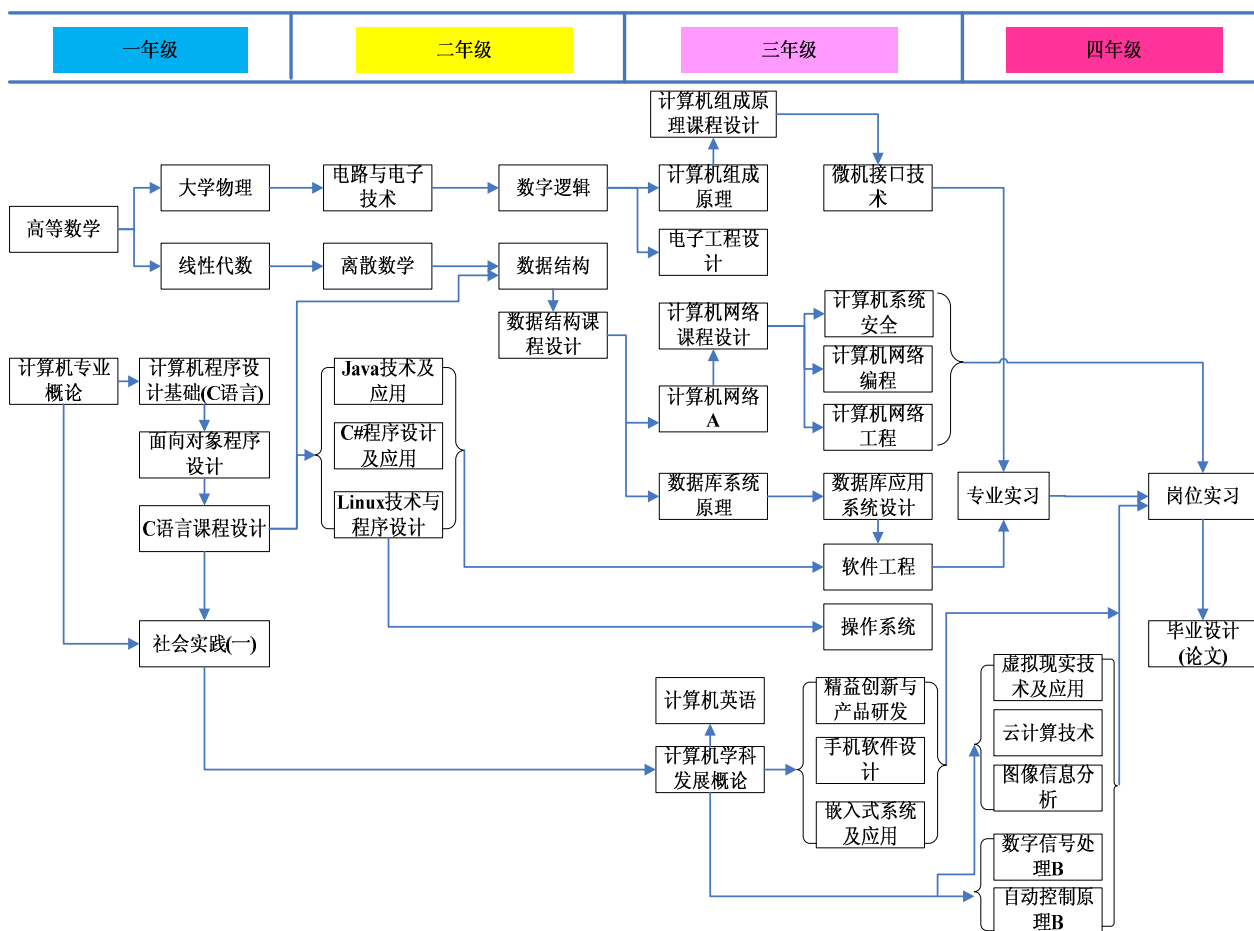 一年级
二年级
三年级
四年级
计算机组成原
理课程设计
大学物理
电路与电子
技术
数字逻辑
计算机组成
原理
微机接口技
术
高等数学
电子工程设
计
线性代数
离散数学
数据结构
数据结构课
程设计
计算机网络
课程设计
计算机系统
安全
计算机网络
编程
计算机网络
工程
计算机专业
概论
计算机程序设
计基础(C语言)
Java技术及
应用
计算机网络
A
面向对象程序
设计
C#程序设计
及应用
C语言课程设计
Linux技术与
程序设计
数据库系统
原理
数据库应用
系统设计
专业实习
岗位实习
软件工程
操作系统
社会实践(一)
毕业设计
(论文)
计算机英语
精益创新与
产品研发
虚拟现实技
术及应用
计算机学科
发展概论
手机软件设
计
云计算技术
嵌入式系统
及应用
图像信息分
析
数字信号处
理B
自动控制原
理B